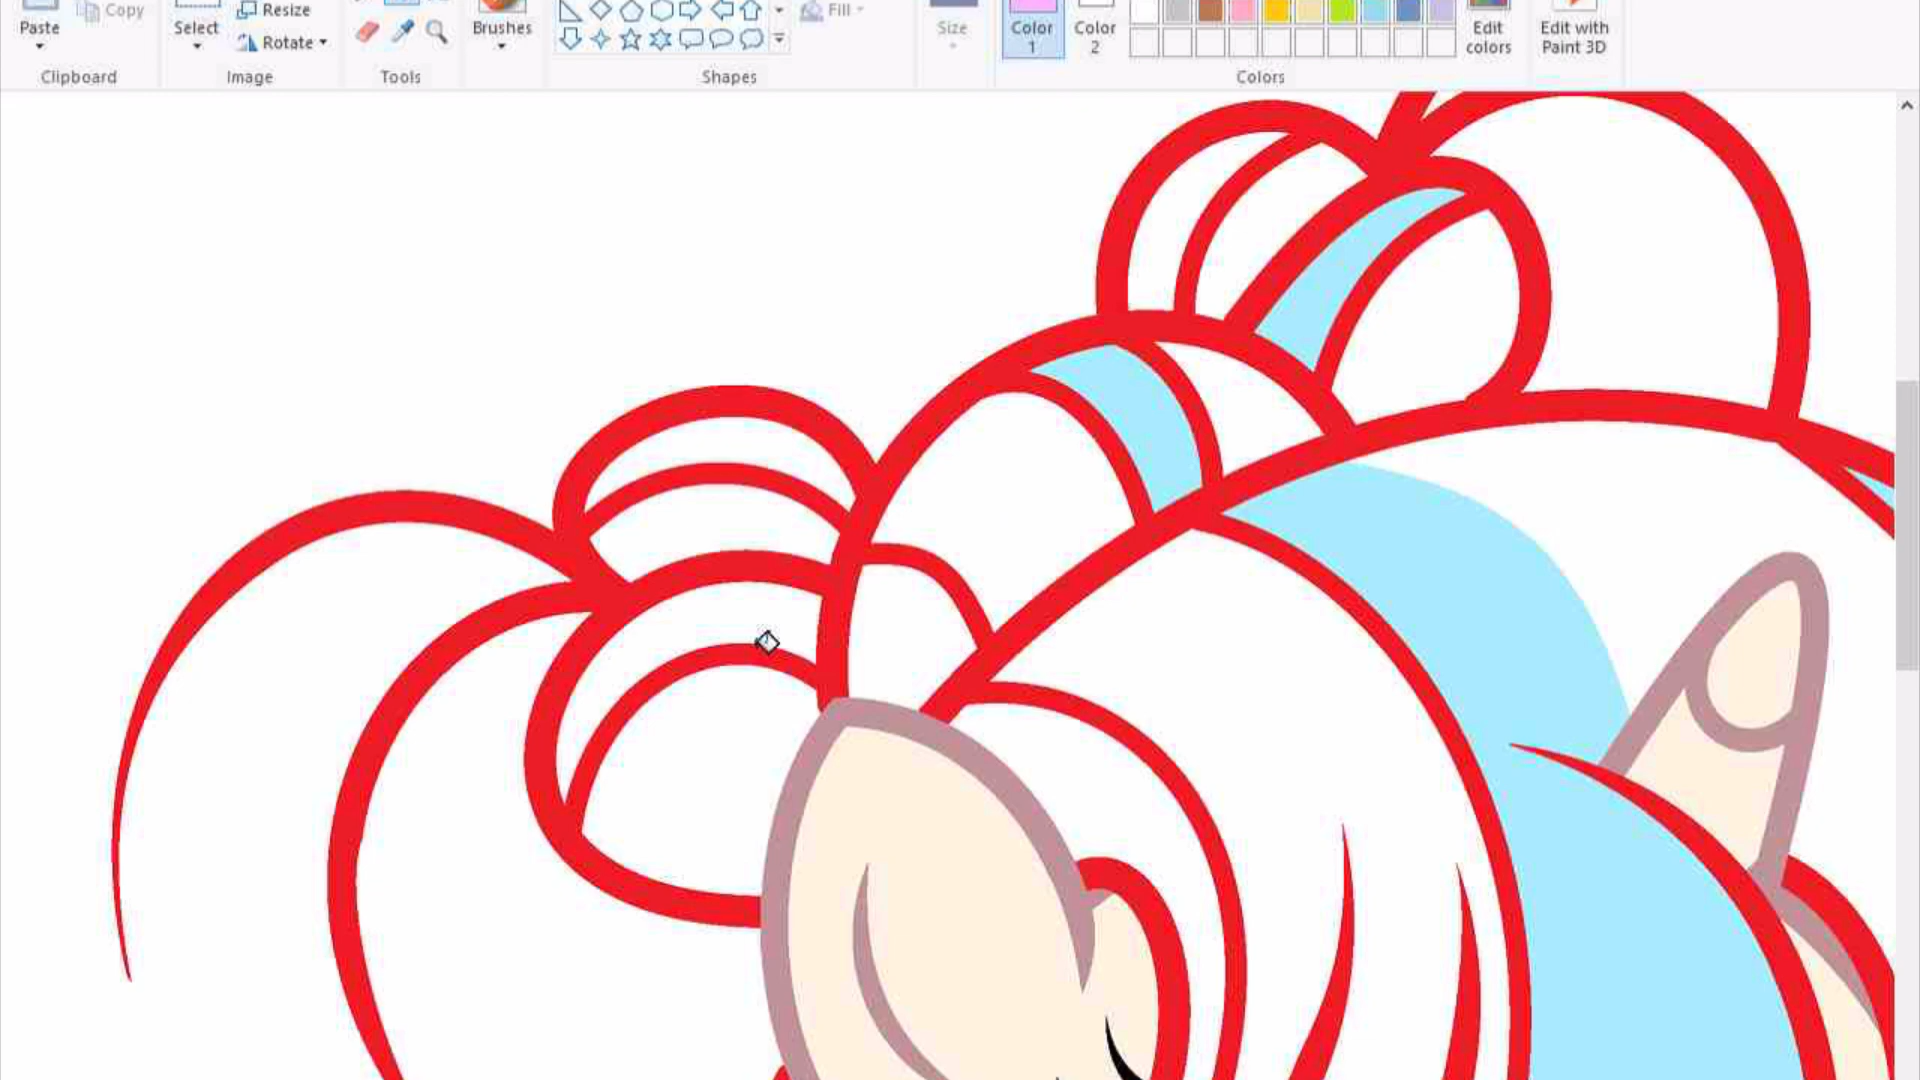 Paste
Copy
Select
Resize
Rotate
Brushes
Fill
Size
Color
1
Color
2
Edit
colors
Edit with
Paint 3D
Clipboard
Image
Tools
Shapes
Colors